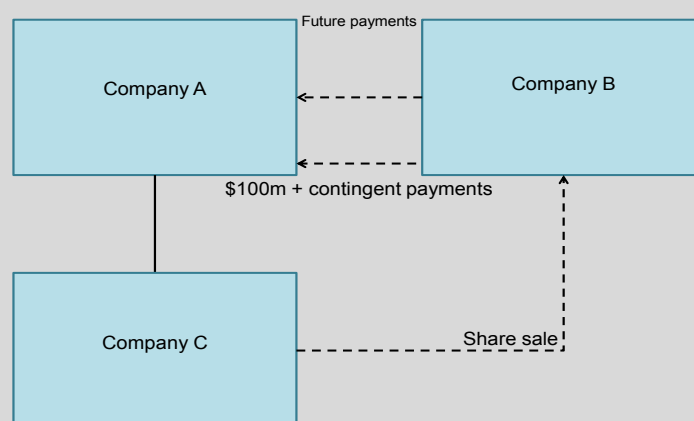 Future payments
Company A
Company B
$100m + contingent payments
Company C
Share sale